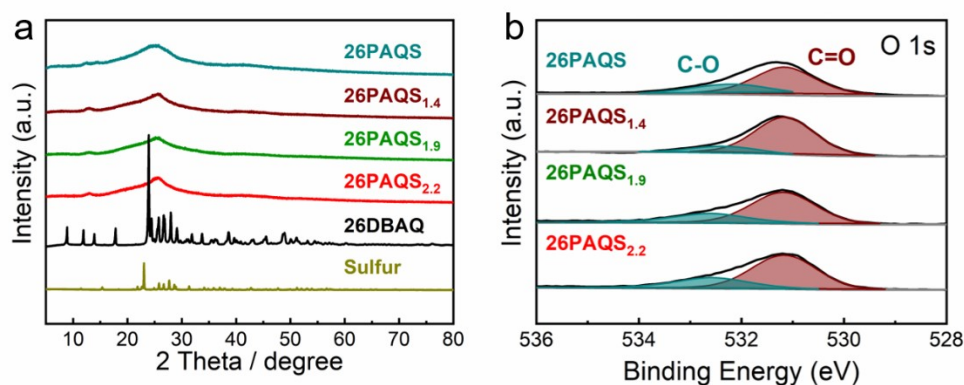 a
26PAQS
26PAQS₁.₄
26PAQS₁.₉
26PAQS₂.₂
26DBAQ
Sulfur
Intensity (a.u.)
10 20 30 40 50 60 70 80
2 Theta / degree
b
O 1s
26PAQS
C-O
C=O
26PAQS₁.₄
26PAQS₁.₉
26PAQS₂.₂
Intensity (a.u.)
536 534 532 530 528
Binding Energy (eV)